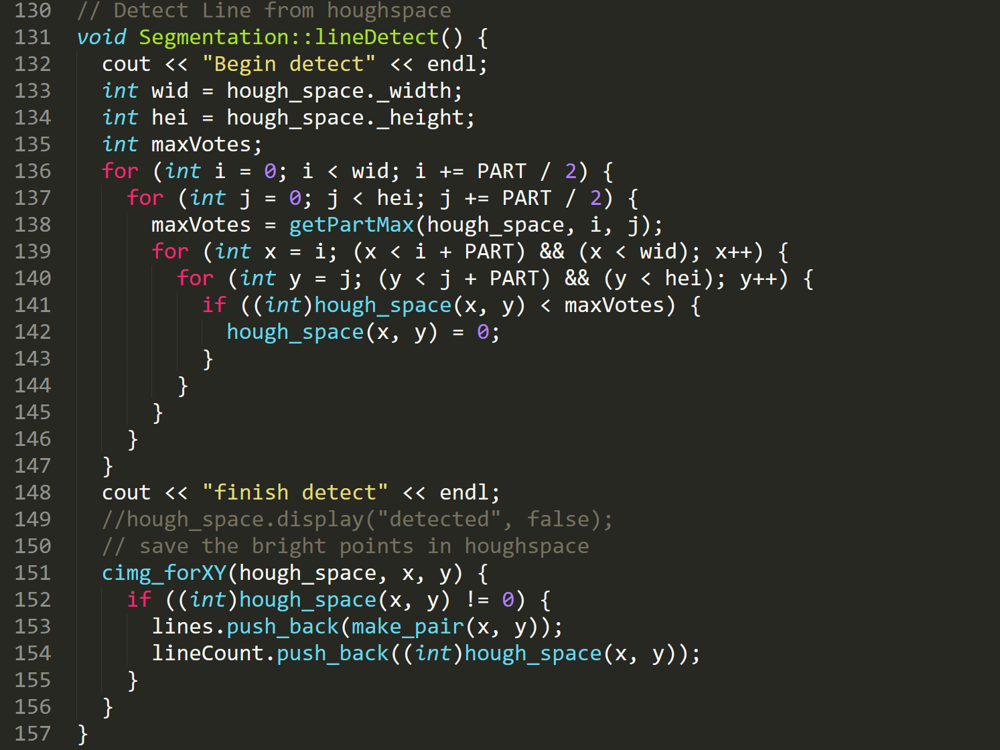 130 // Detect Line from houghspace
131 void Segmentation::lineDetect() {
132   cout << "Begin detect" << endl;
133   int wid = hough_space._width;
134   int hei = hough_space._height;
135   int maxVotes;
136   for (int i = 0; i < wid; i += PART / 2) {
137     for (int j = 0; j < hei; j += PART / 2) {
138       maxVotes = getPartMax(hough_space, i, j);
139       for (int x = i; (x < i + PART) && (x < wid); x++) {
140         for (int y = j; (y < j + PART) && (y < hei); y++) {
141           if ((int)hough_space(x, y) < maxVotes) {
142             hough_space(x, y) = 0;
143           }
144         }
145       }
146     }
147   }
148   cout << "finish detect" << endl;
149   //hough_space.display("detected", false);
150   // save the bright points in houghspace
151   cimg_forXY(hough_space, x, y) {
152     if ((int)hough_space(x, y) != 0) {
153       lines.push_back(make_pair(x, y));
154       lineCount.push_back((int)hough_space(x, y));
155     }
156   }
157 }